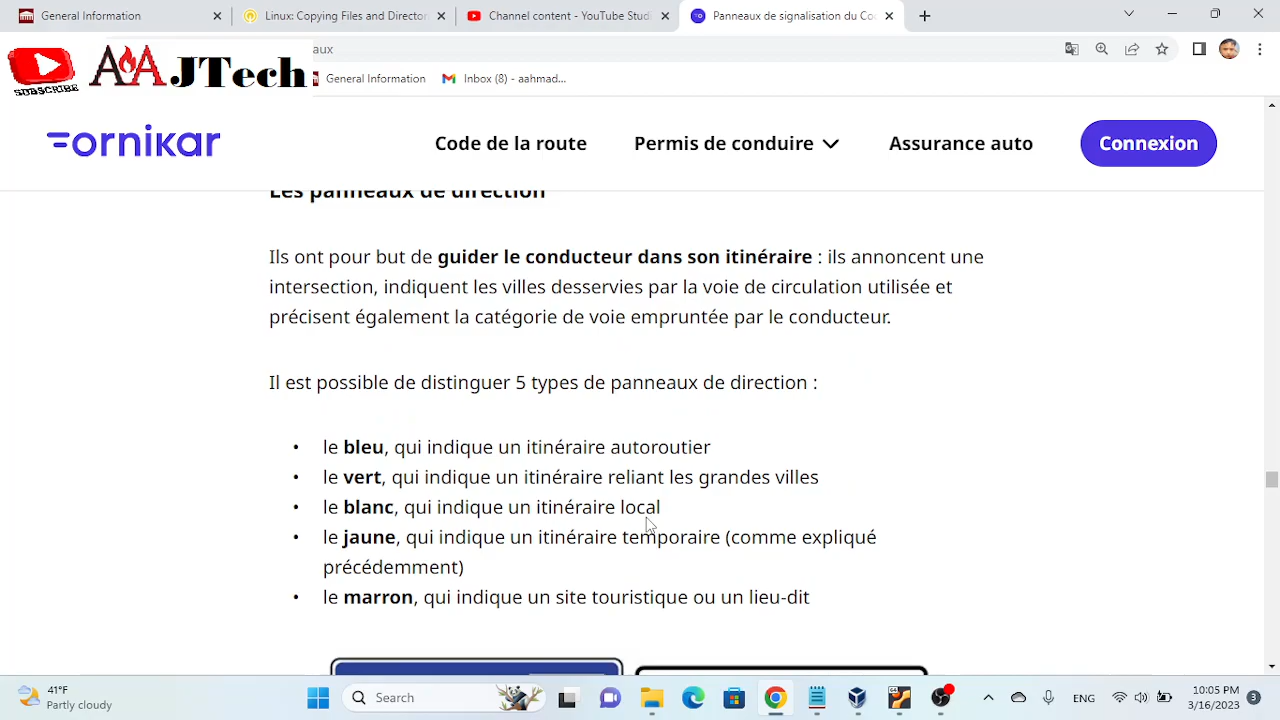 General Information
Linux: Copying Files and Director
Channel content - YouTube Studi
Panneaux de signalisation du Co
aux
SUBSCRIBE
AAAJTech
General Information
Inbox (8) - aahmad...
ornikar
Code de la route
Permis de conduire
Assurance auto
Connexion
Les panneaux de direction
Ils ont pour but de guider le conducteur dans son itinéraire : ils annoncent une
intersection, indiquent les villes desservies par la voie de circulation utilisée et
précisent également la catégorie de voie empruntée par le conducteur.
Il est possible de distinguer 5 types de panneaux de direction :
• le bleu, qui indique un itinéraire autoroutier
• le vert, qui indique un itinéraire reliant les grandes villes
• le blanc, qui indique un itinéraire local
• le jaune, qui indique un itinéraire temporaire (comme expliqué
précédemment)
• le marron, qui indique un site touristique ou un lieu-dit
41°F
Partly cloudy
Search
ENG
10:05 PM
3/16/2023
3